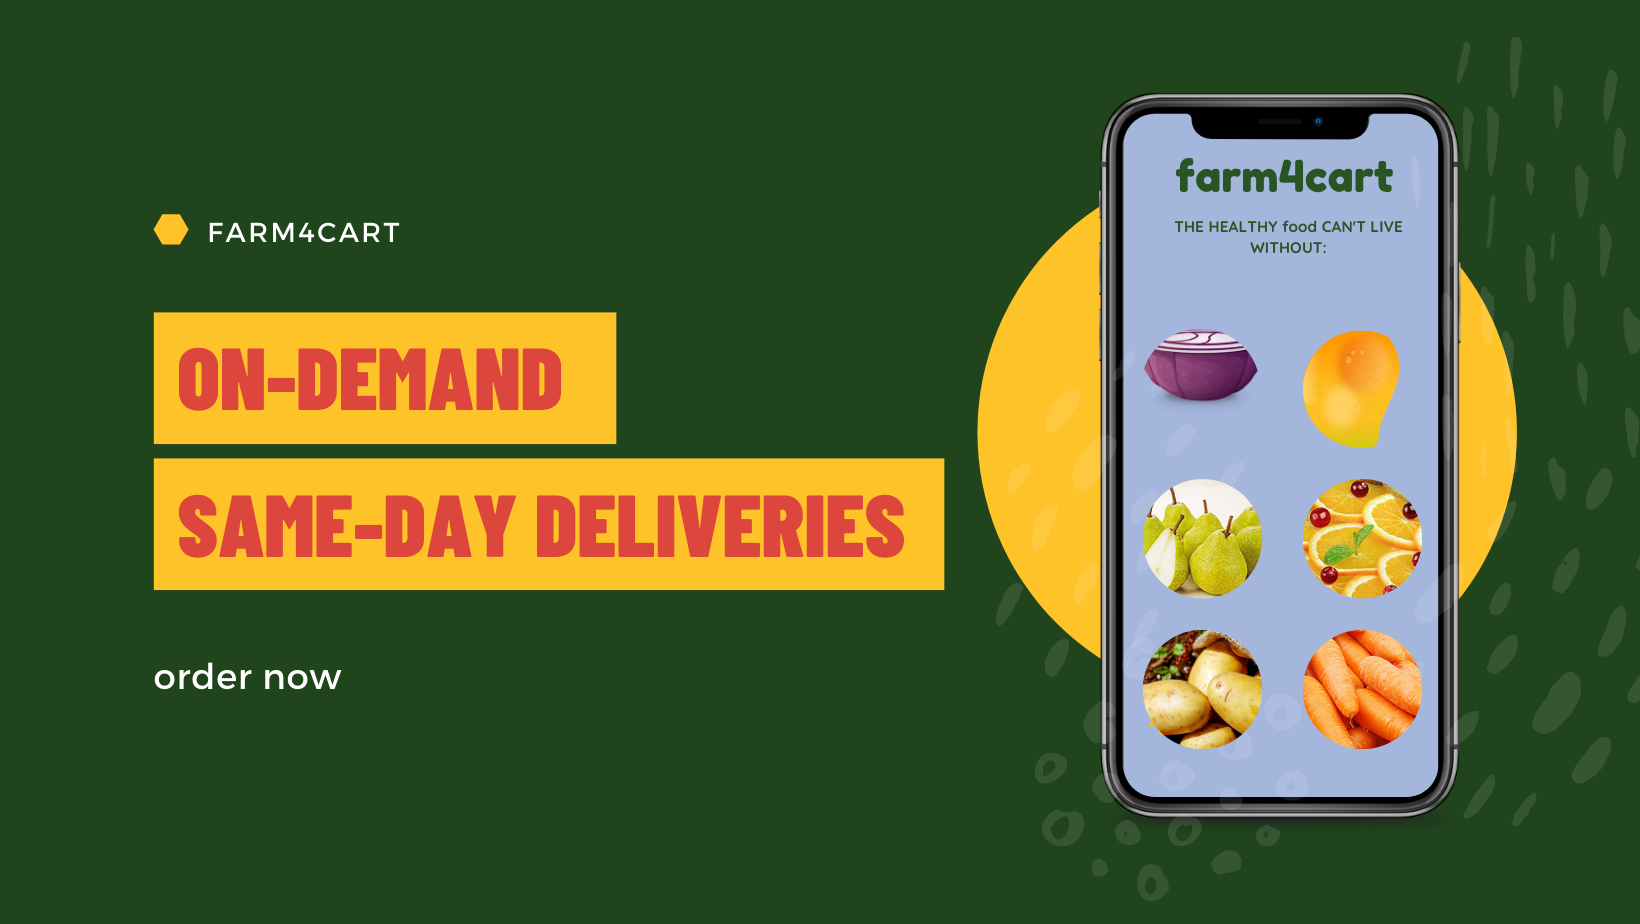 FARM4CART
ON-DEMAND
SAME-DAY DELIVERIES
order now
farm4cart
THE HEALTHY food CAN'T LIVE
WITHOUT: